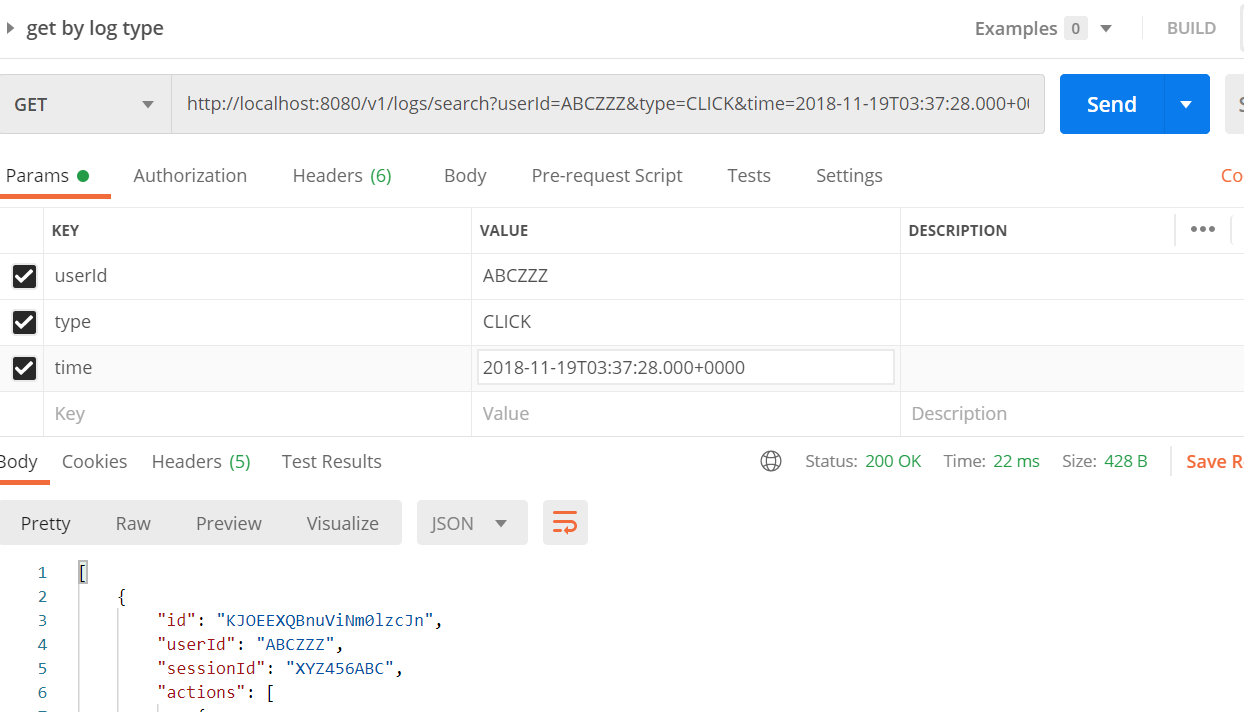 get by log type
Examples 0
BUILD
GET
http://localhost:8080/v1/logs/search?userId=ABCZZZ&type=CLICK&time=2018-11-19T03:37:28.000+0
Send
Params
Authorization
Headers (6)
Body
Pre-request Script
Tests
Settings
Co
KEY
VALUE
DESCRIPTION
userId
ABCZZZ
type
CLICK
time
2018-11-19T03:37:28.000+0000
Key
Value
Description
Body
Cookies
Headers (5)
Test Results
Status: 200 OK
Time: 22 ms
Size: 428 B
Save R
Pretty
Raw
Preview
Visualize
JSON
1 [
2 {
3 "id": "KJOEEXQBnuViNm0lzcJn",
4 "userId": "ABCZZZ",
5 "sessionId": "XYZ456ABC",
6 "actions": [